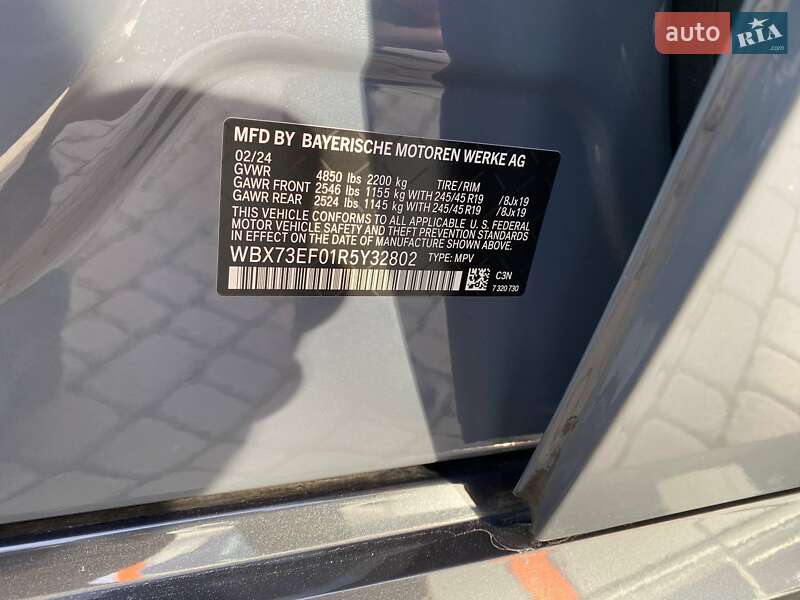 auto RIA.com
MFD BY BAYERISCHE MOTOREN WERKE AG
02/24
GVWR 4850 lbs 2200 kg TIRE/RIM
GAWR FRONT 2546 lbs 1155 kg WITH 245/45 R19 /8Jx19
GAWR REAR 2524 lbs 1145 kg WITH 245/45 R19 /8Jx19
THIS VEHICLE CONFORMS TO ALL APPLICABLE U. S. FEDERAL
MOTOR VEHICLE SAFETY AND THEFT PREVENTION STANDARDS
IN EFFECT ON THE DATE OF MANUFACTURE SHOWN ABOVE.
WBX73EF01R5Y32802 TYPE: MPV
C3N
7 320 730